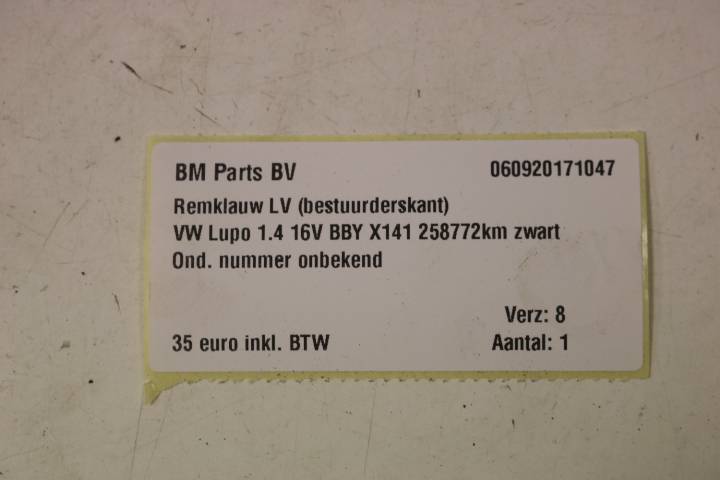 BM Parts BV 060920171047
Remklauw LV (bestuurderskant)
VW Lupo 1.4 16V BBY X141 258772km zwart
Ond. nummer onbekend
Verz: 8
35 euro inkl. BTW Aantal: 1